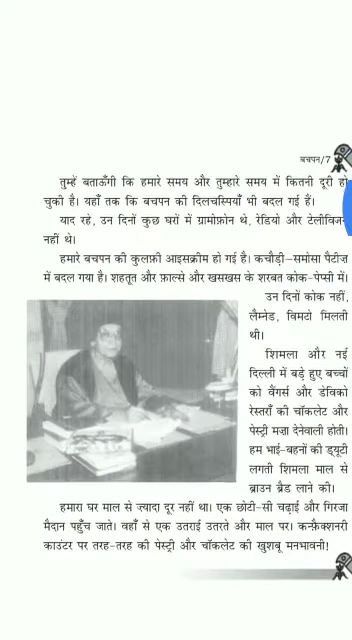 बचपन/7
तुम्हें बताऊँगी कि हमारे समय और तुम्हारे समय में कितनी दूरी हो
चुकी है। यहाँ तक कि बचपन की दिलचस्पियाँ भी बदल गई हैं।
याद रहे, उन दिनों कुछ घरों में ग्रामोफ़ोन थे, रेडियो और टेलीविज़न
नहीं थे।
हमारे बचपन की कुलफ़ी आइसक्रीम हो गई है। कचौड़ी-समोसा पैटीज़
में बदल गया है। शहतूत और फ़ाल्से और खसखस के शरबत कोक-पेप्सी में।
उन दिनों कोक नहीं,
लैमनेड, विमटो मिलती
थी।
शिमला और नई
दिल्ली में बड़े हुए बच्चों
को वैंगर्स और डेविको
रेस्तराँ की चॉकलेट और
पेस्ट्री मज़ा देनेवाली होती।
हम भाई-बहनों की ड्यूटी
लगती शिमला माल से
ब्राउन ब्रैड लाने की।
हमारा घर माल से ज्यादा दूर नहीं था। एक छोटी-सी चढ़ाई और गिरजा
मैदान पहुँच जाते। वहाँ से एक उतराई उतरते और माल पर। कन्फ़ैक्शनरी
काउंटर पर तरह-तरह की पेस्ट्री और चॉकलेट की खुशबू मनभावनी!